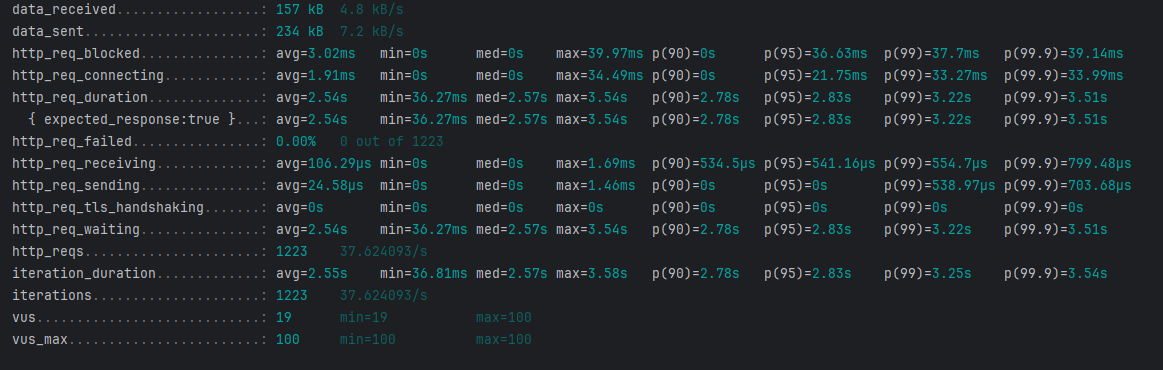 data_received..................: 157 kB  4.8 kB/s
data_sent......................: 234 kB  7.2 kB/s
http_req_blocked...............: avg=3.02ms   min=0s      med=0s    max=39.97ms p(90)=0s      p(95)=36.63ms  p(99)=37.7ms   p(99.9)=39.14ms
http_req_connecting............: avg=1.91ms   min=0s      med=0s    max=34.49ms p(90)=0s      p(95)=21.75ms  p(99)=33.27ms  p(99.9)=33.99ms
http_req_duration..............: avg=2.54s    min=36.27ms med=2.57s max=3.54s   p(90)=2.78s   p(95)=2.83s    p(99)=3.22s    p(99.9)=3.51s
  { expected_response:true }...: avg=2.54s    min=36.27ms med=2.57s max=3.54s   p(90)=2.78s   p(95)=2.83s    p(99)=3.22s    p(99.9)=3.51s
http_req_failed................: 0.00%   0 out of 1223
http_req_receiving.............: avg=106.29µs min=0s      med=0s    max=1.69ms  p(90)=534.5µs p(95)=541.16µs p(99)=554.7µs  p(99.9)=799.48µs
http_req_sending...............: avg=24.58µs  min=0s      med=0s    max=1.46ms  p(90)=0s      p(95)=0s       p(99)=538.97µs p(99.9)=703.68µs
http_req_tls_handshaking.......: avg=0s       min=0s      med=0s    max=0s      p(90)=0s      p(95)=0s       p(99)=0s       p(99.9)=0s
http_req_waiting...............: avg=2.54s    min=36.27ms med=2.57s max=3.54s   p(90)=2.78s   p(95)=2.83s    p(99)=3.22s    p(99.9)=3.51s
http_reqs......................: 1223    37.624093/s
iteration_duration.............: avg=2.55s    min=36.81ms med=2.57s max=3.58s   p(90)=2.78s   p(95)=2.83s    p(99)=3.25s    p(99.9)=3.54s
iterations.....................: 1223    37.624093/s
vus............................: 19      min=19           max=100
vus_max........................: 100     min=100          max=100